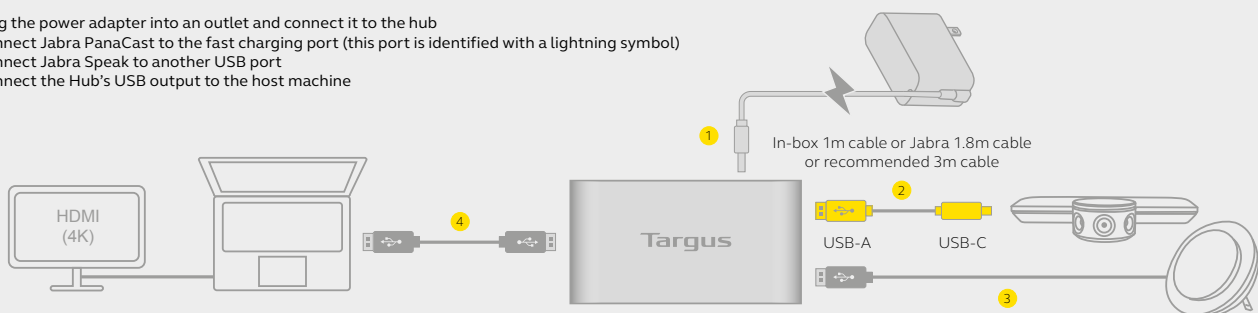 the power adapter into an outlet and connect it to the hub
Jabra PanaCast to the fast charging port (this port is identified with a lightning symbol)
Jabra Speak to another USB port
the Hub's USB output to the host machine
1
In-box 1m cable or Jabra 1.8m cable
or recommended 3m cable
HDMI
(4K)
4
Targus
2
USB-A
USB-C
3